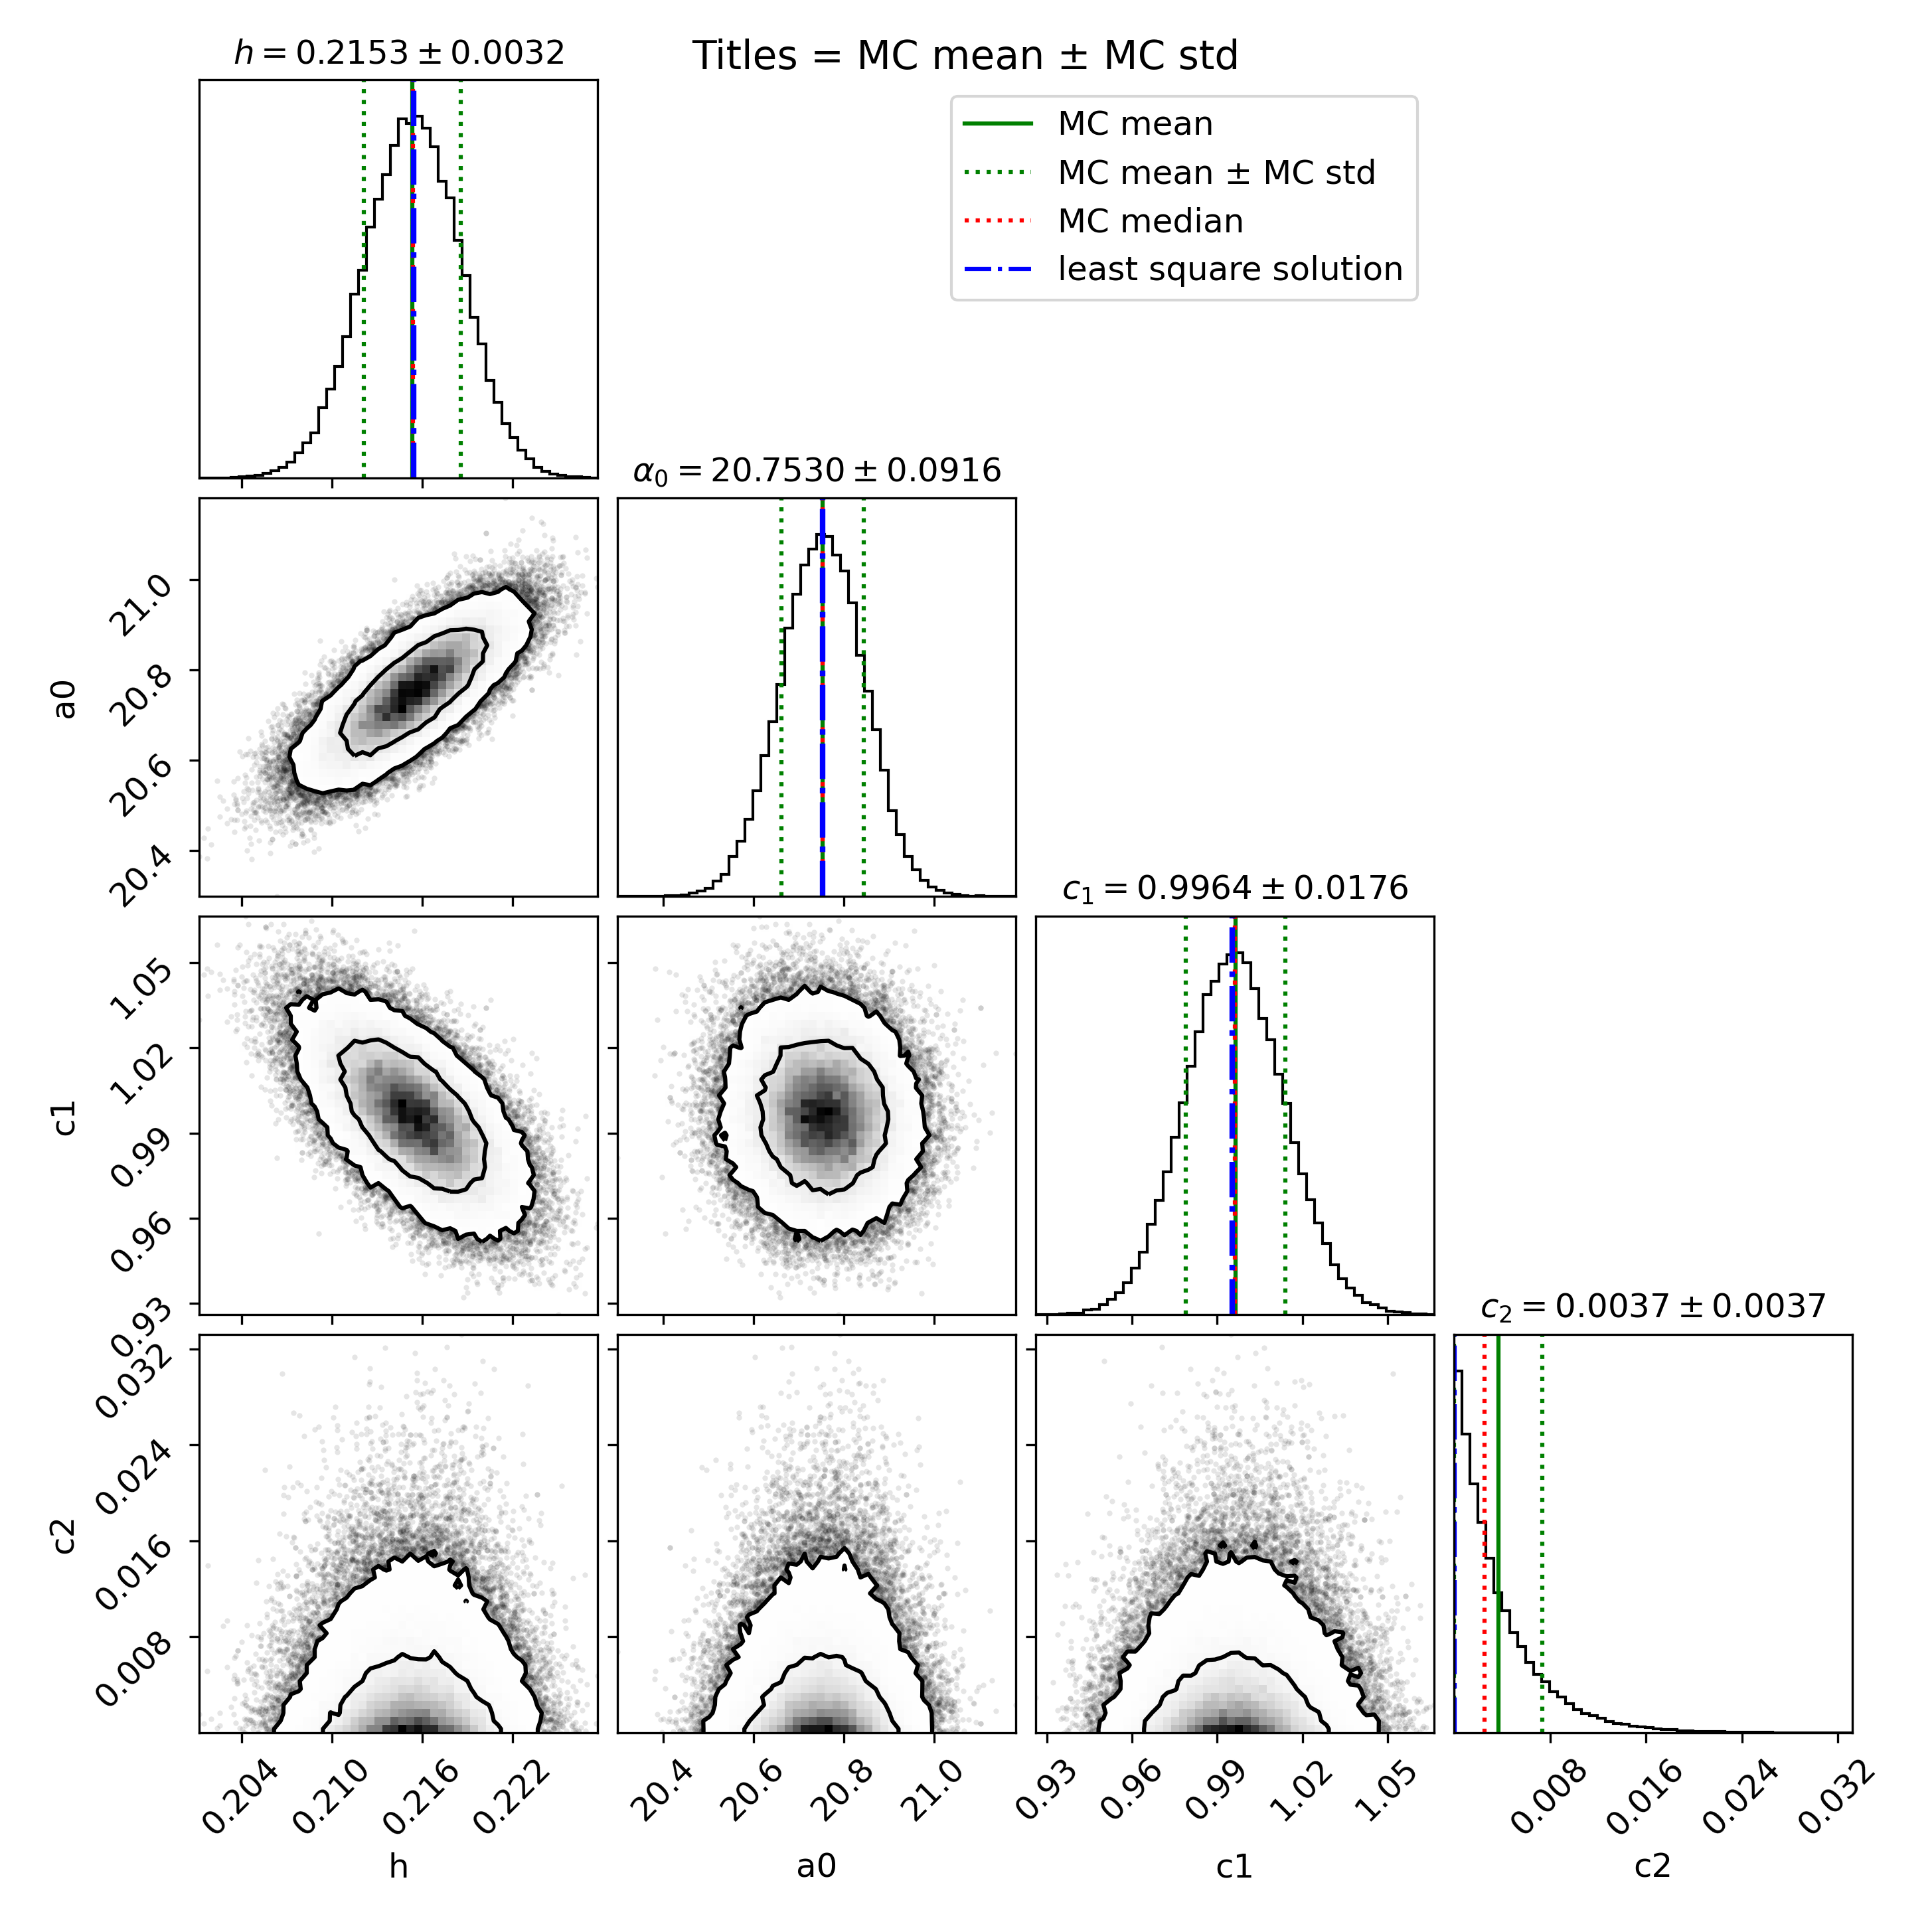 h = 0.2153 ± 0.0032
Titles = MC mean ± MC std
MC mean
MC mean ± MC std
MC median
least square solution
α₀ = 20.7530 ± 0.0916
a0
21.0
20.8
20.6
20.4
c₁ = 0.9964 ± 0.0176
c1
1.05
1.02
0.99
0.96
0.93
c₂ = 0.0037 ± 0.0037
c2
0.032
0.024
0.016
0.008
0.204 0.210 0.216 0.222
20.4 20.6 20.8 21.0
0.93 0.96 0.99 1.02 1.05
0.008 0.016 0.024 0.032
h a0 c1 c2